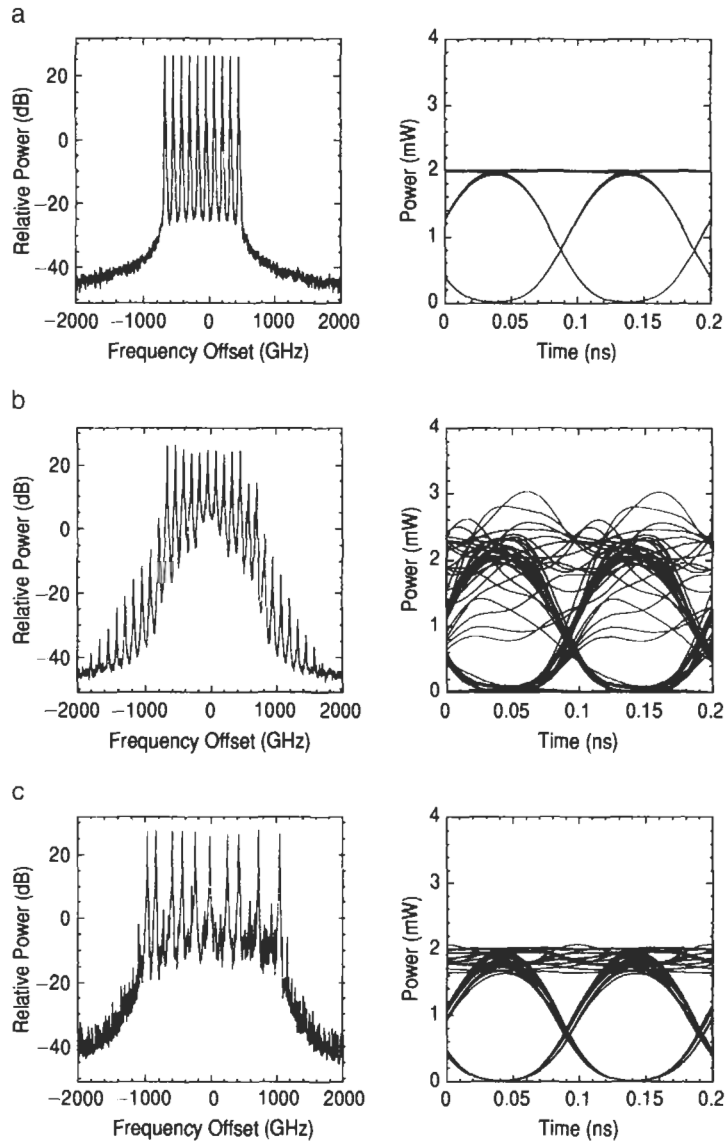 a
20
0
−20
−40
Relative Power (dB)
−2000 −1000 0 1000 2000
Frequency Offset (GHz)
4
3
2
1
0
Power (mW)
0 0.05 0.1 0.15 0.2
Time (ns)
b
20
0
−20
−40
Relative Power (dB)
−2000 −1000 0 1000 2000
Frequency Offset (GHz)
4
3
2
1
0
Power (mW)
0 0.05 0.1 0.15 0.2
Time (ns)
c
20
0
−20
−40
Relative Power (dB)
−2000 −1000 0 1000 2000
Frequency Offset (GHz)
4
3
2
1
0
Power (mW)
0 0.05 0.1 0.15 0.2
Time (ns)